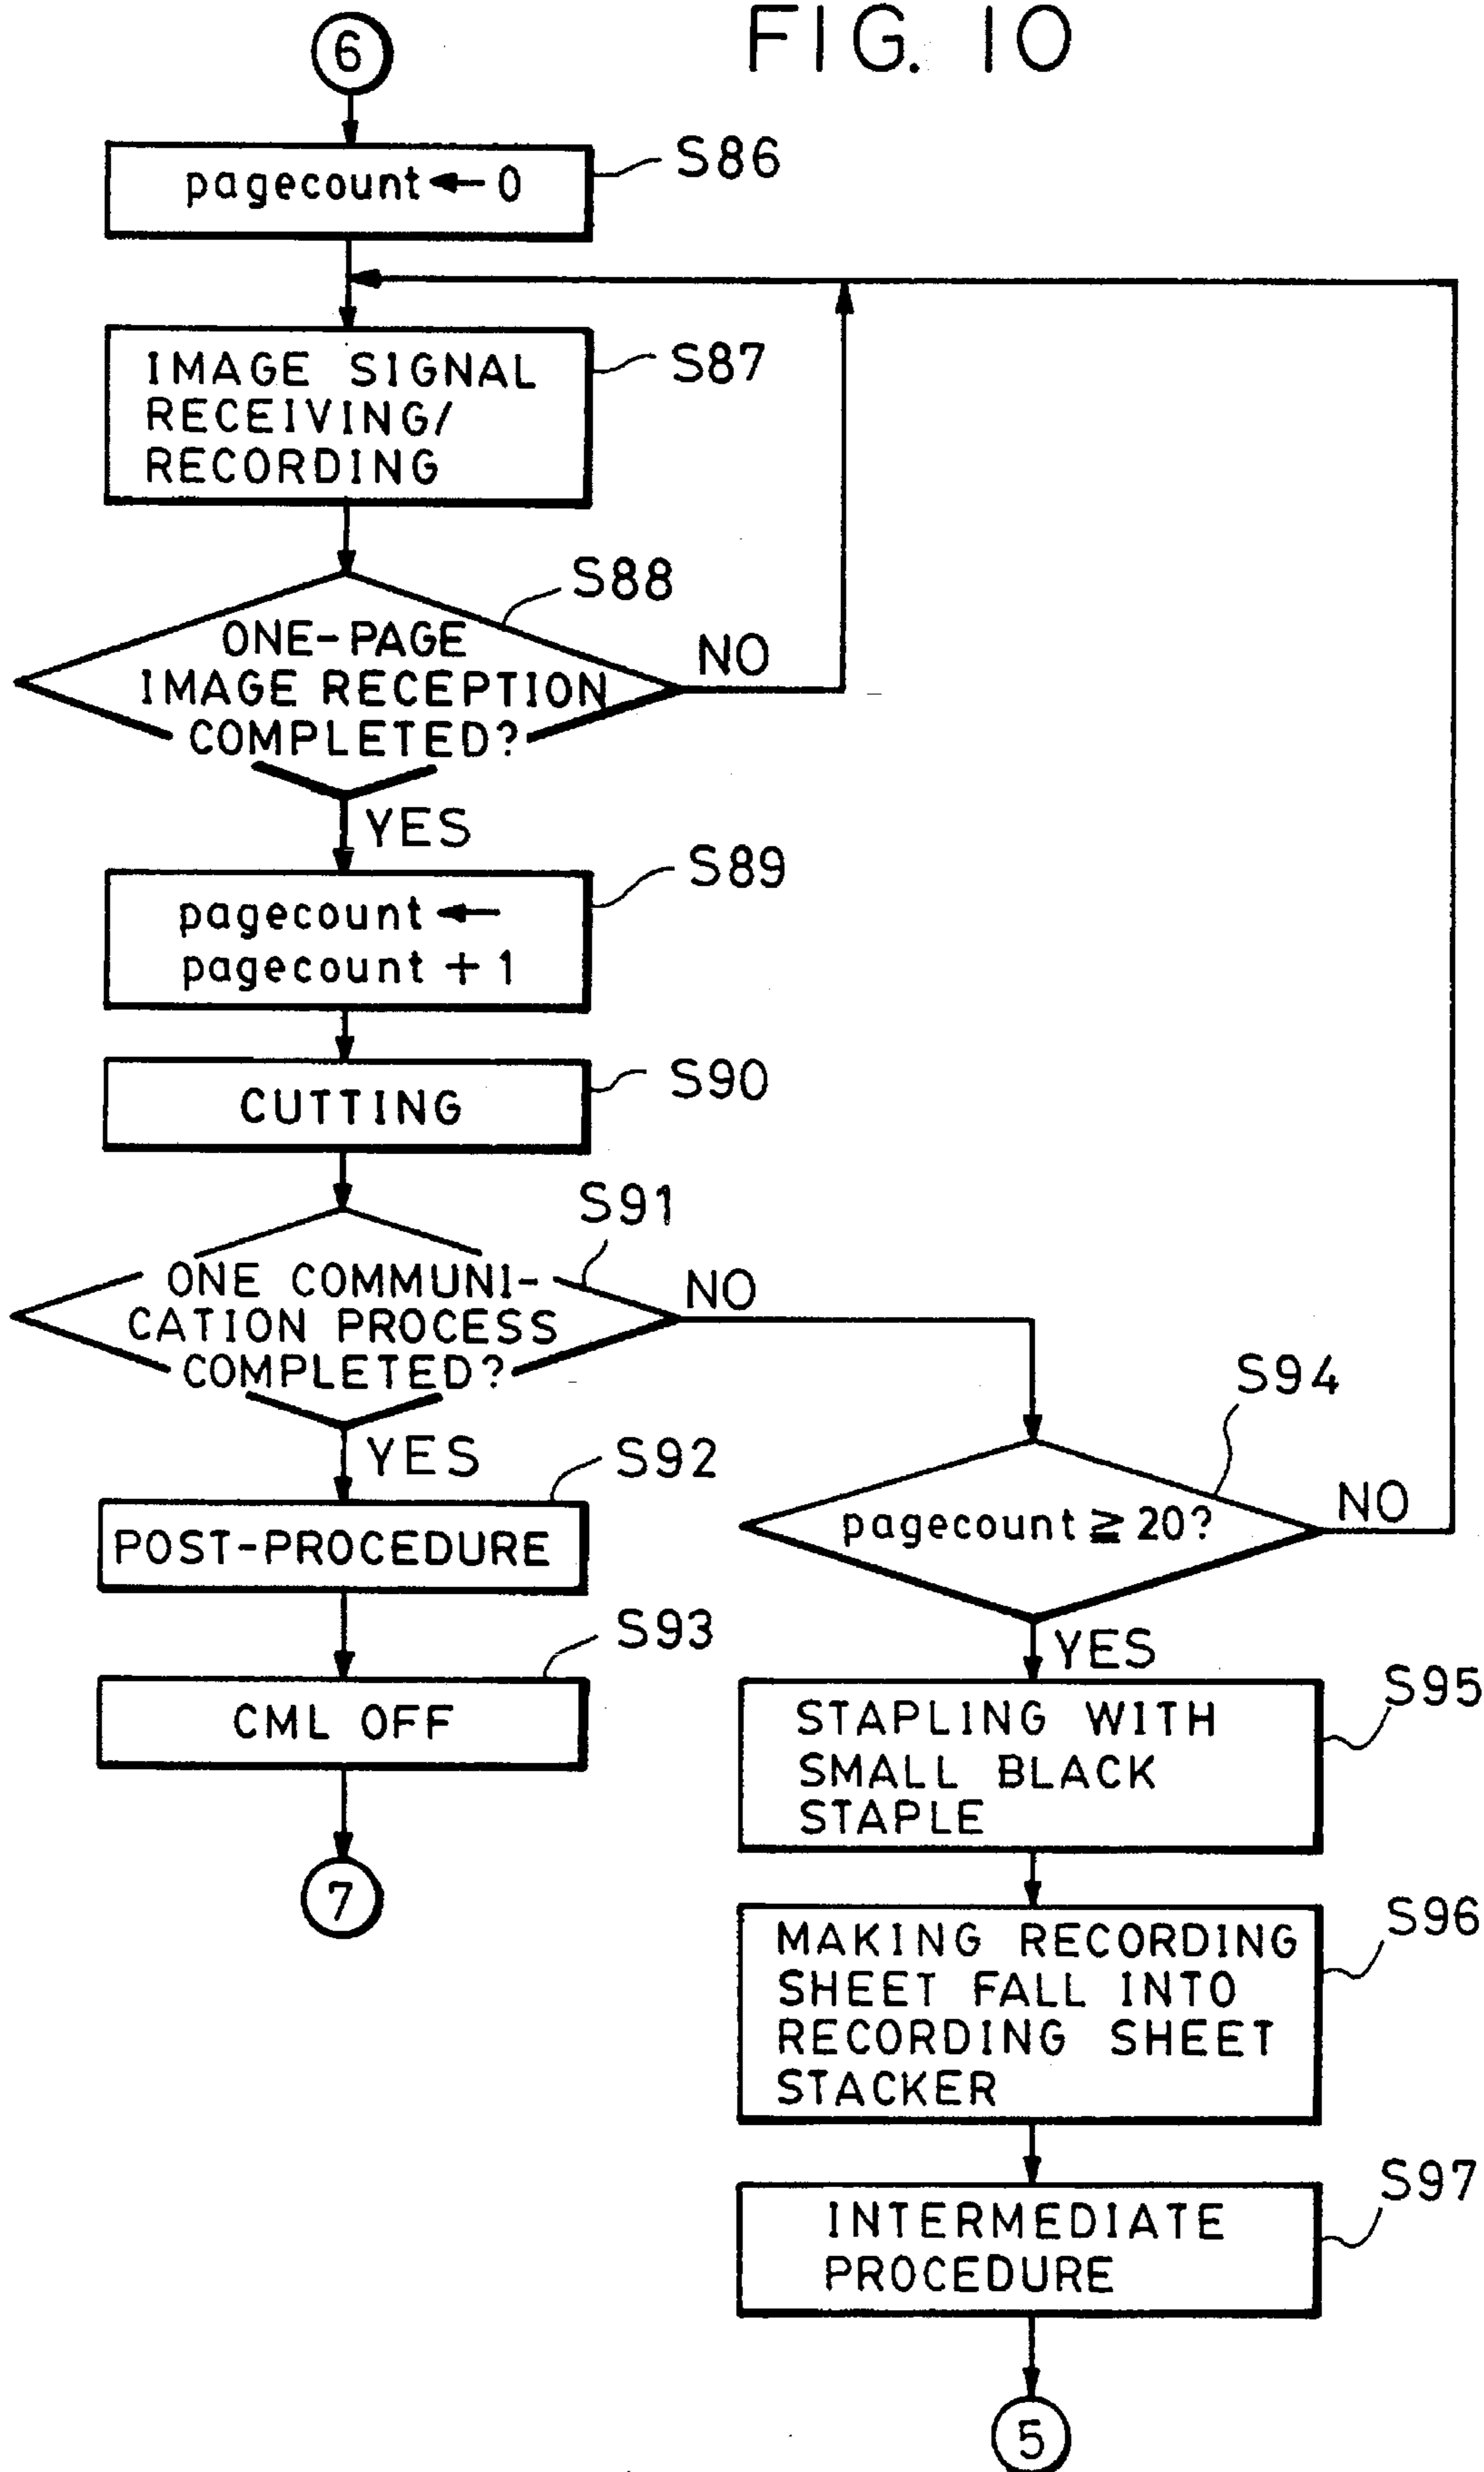 FIG. 10
6
pagecount ← 0
S86
IMAGE SIGNAL
RECEIVING/
RECORDING
S87
ONE-PAGE
IMAGE RECEPTION
COMPLETED?
S88
NO
YES
pagecount ←
pagecount + 1
S89
CUTTING
S90
ONE COMMUNI-
CATION PROCESS
COMPLETED?
S91
NO
YES
POST-PROCEDURE
S92
CML OFF
S93
7
pagecount ≧ 20?
S94
NO
YES
STAPLING WITH
SMALL BLACK
STAPLE
S95
MAKING RECORDING
SHEET FALL INTO
RECORDING SHEET
STACKER
S96
INTERMEDIATE
PROCEDURE
S97
5